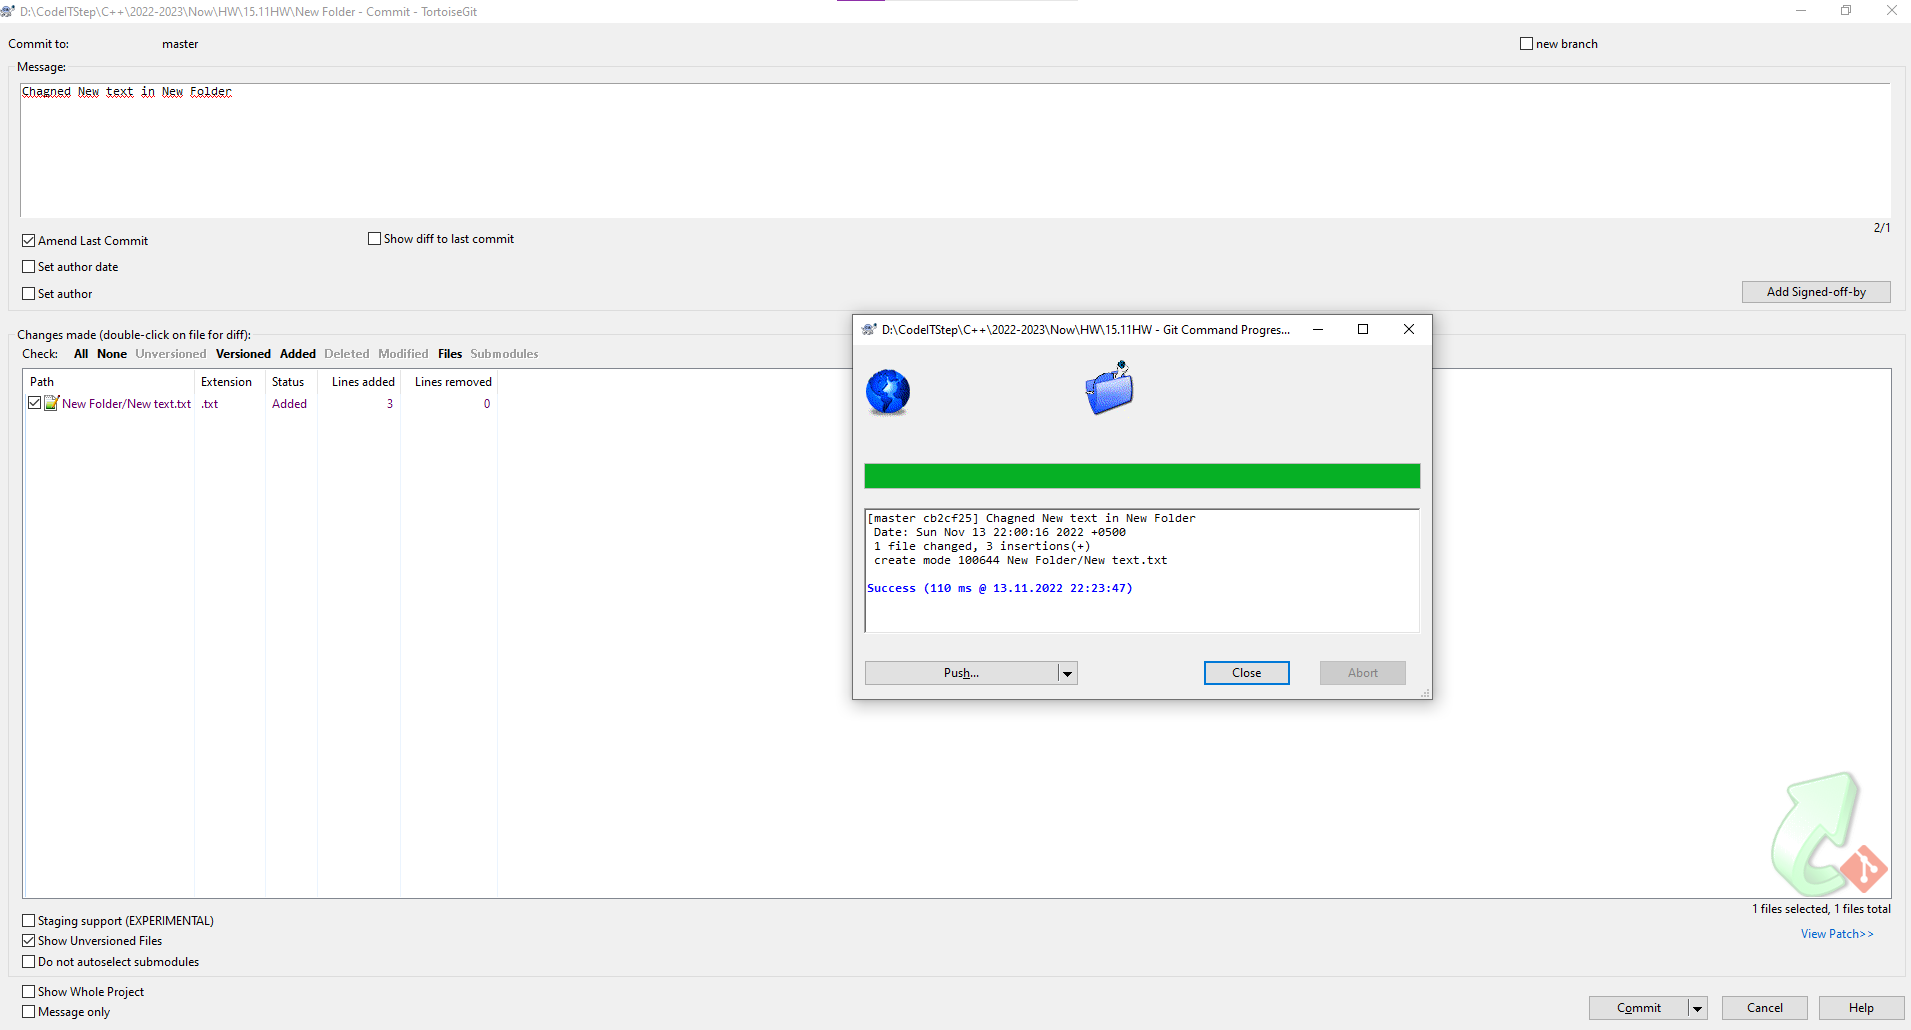 D:\CodeITStep\C++\2022-2023\Now\HW\15.11HW\New Folder - Commit - TortoiseGit
Commit to: master
new branch
Message:
Chagned New text in New Folder
2/1
Amend Last Commit
Show diff to last commit
Set author date
Set author
Add Signed-off-by
Changes made (double-click on file for diff):
Check: All None Unversioned Versioned Added Deleted Modified Files Submodules
Path Extension Status Lines added Lines removed
New Folder/New text.txt .txt Added 3 0
D:\CodeITStep\C++\2022-2023\Now\HW\15.11HW - Git Command Progres...
[master cb2cf25] Chagned New text in New Folder
Date: Sun Nov 13 22:00:16 2022 +0500
1 file changed, 3 insertions(+)
create mode 100644 New Folder/New text.txt
Success (110 ms @ 13.11.2022 22:23:47)
Push...
Close
Abort
1 files selected, 1 files total
View Patch>>
Staging support (EXPERIMENTAL)
Show Unversioned Files
Do not autoselect submodules
Show Whole Project
Message only
Commit
Cancel
Help